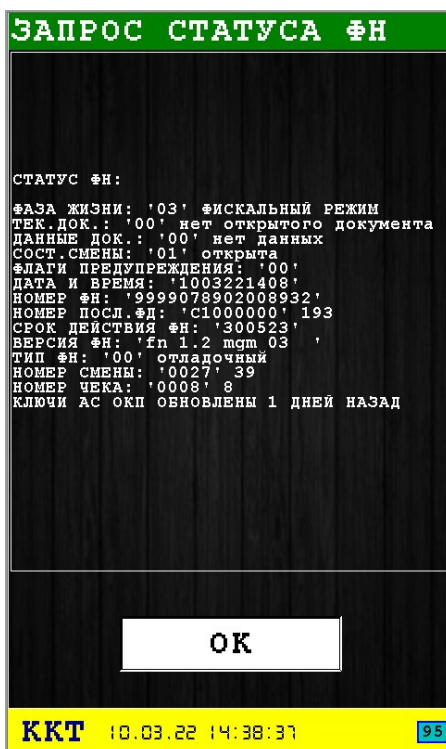 ЗАПРОС СТАТУСА ФН
СТАТУС ФН:
ФАЗА ЖИЗНИ: '03' ФИСКАЛЬНЫЙ РЕЖИМ
ТЕК.ДОК.: '00' нет открытого документа
ДАННЫЕ ДОК.: '00' нет данных
СОСТ.СМЕНЫ: '01' открыта
ФЛАГИ ПРЕДУПРЕЖДЕНИЯ: '00'
ДАТА И ВРЕМЯ: '1003221408'
НОМЕР ФН: '9999078902008932'
НОМЕР ПОСЛ.ФД: 'C1000000' 193
СРОК ДЕЙСТВИЯ ФН: '300523'
ВЕРСИЯ ФН: 'fn 1.2 mgm 03  '
ТИП ФН: '00' отладочный
НОМЕР СМЕНЫ: '0027' 39
НОМЕР ЧЕКА: '0008' 8
КЛЮЧИ АС ОКП ОБНОВЛЕНЫ 1 ДНЕЙ НАЗАД
ОК
ККТ 10.03.22 14:38:37 95